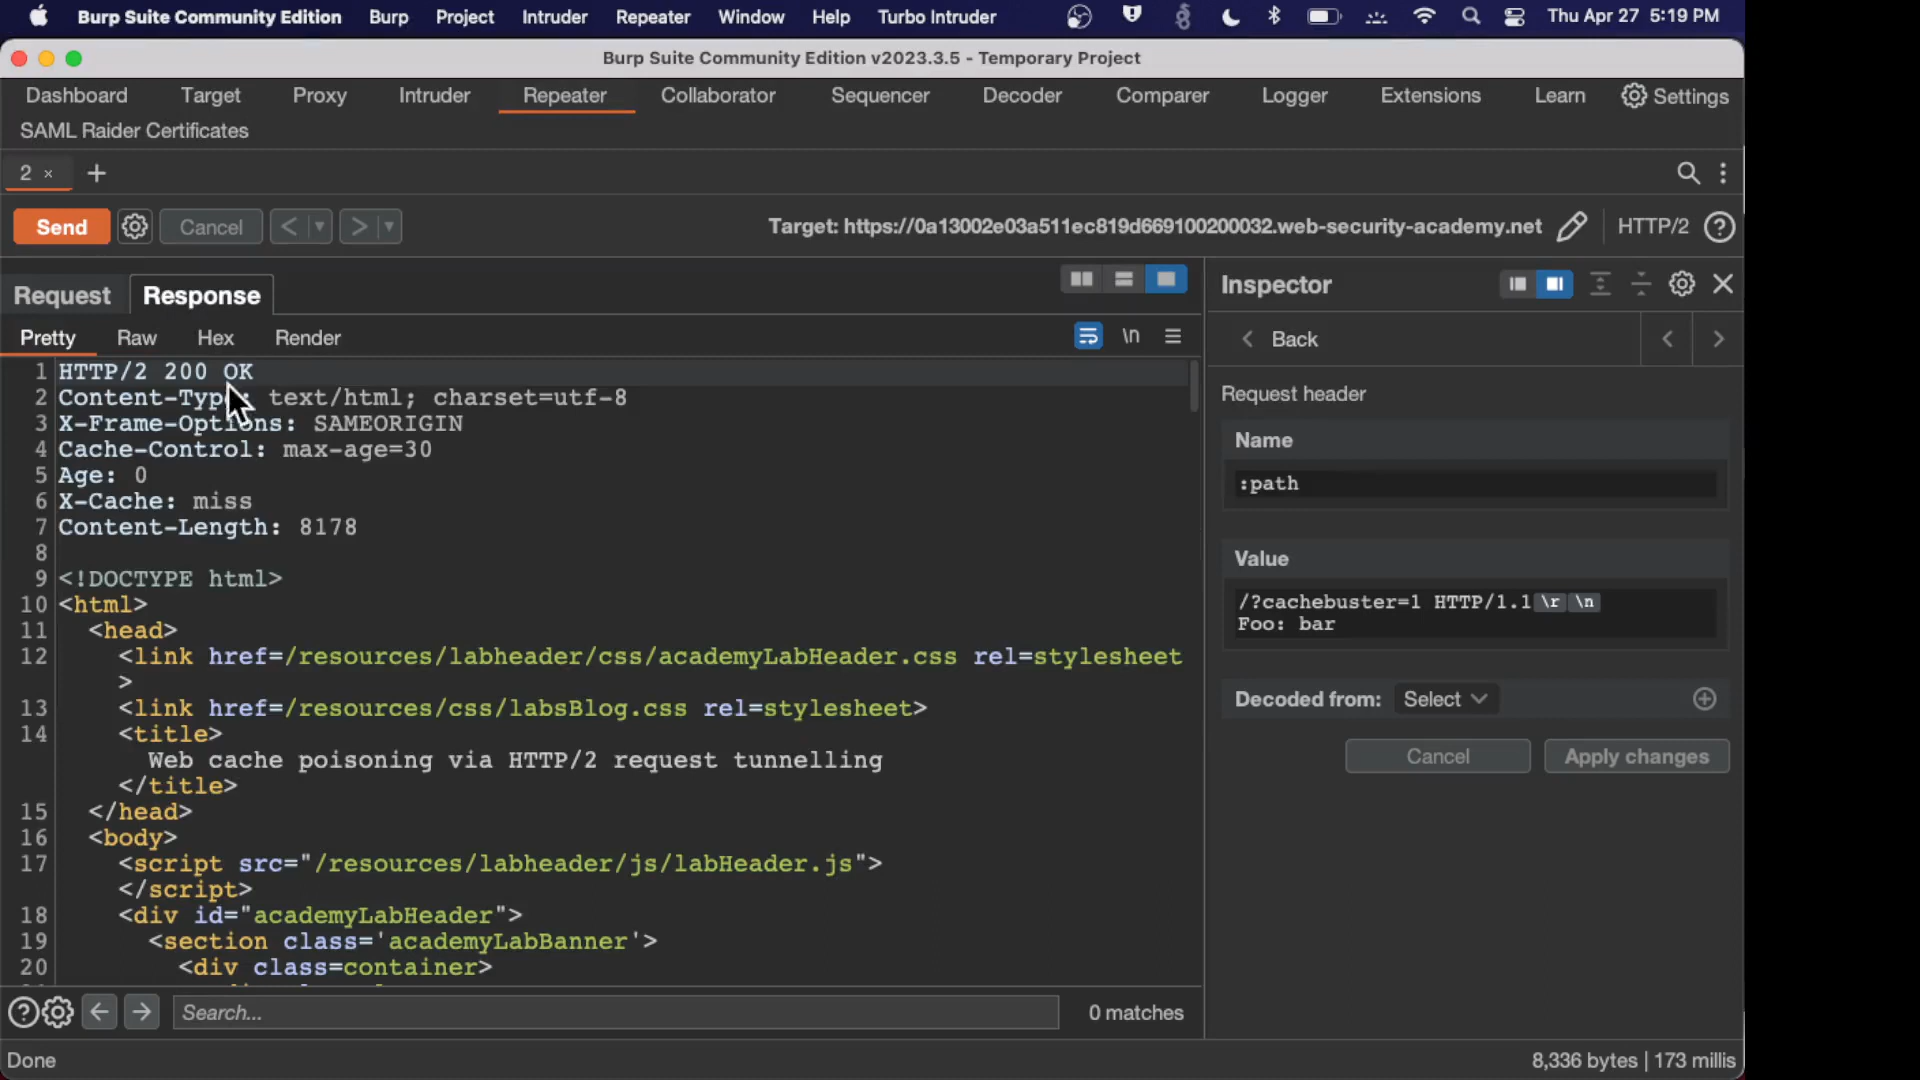 Burp Suite Community Edition Burp Project Intruder Repeater Window Help Turbo Intruder Thu Apr 27 5:19 PM
Burp Suite Community Edition v2023.3.5 - Temporary Project
Dashboard Target Proxy Intruder Repeater Collaborator Sequencer Decoder Comparer Logger Extensions Learn Settings
SAML Raider Certificates
2 × +
Send Cancel < > Target: https://0a13002e03a511ec819d669100200032.web-security-academy.net HTTP/2 ?
Request Response
Pretty Raw Hex Render \n
1 HTTP/2 200 OK
2 Content-Type: text/html; charset=utf-8
3 X-Frame-Options: SAMEORIGIN
4 Cache-Control: max-age=30
5 Age: 0
6 X-Cache: miss
7 Content-Length: 8178
8
9 <!DOCTYPE html>
10 <html>
11 <head>
12 <link href=/resources/labheader/css/academyLabHeader.css rel=stylesheet
>
13 <link href=/resources/css/labsBlog.css rel=stylesheet>
14 <title>
Web cache poisoning via HTTP/2 request tunnelling
</title>
15 </head>
16 <body>
17 <script src="/resources/labheader/js/labHeader.js">
</script>
18 <div id="academyLabHeader">
19 <section class='academyLabBanner'>
20 <div class=container>
Search... 0 matches
Inspector
Back
Request header
Name
:path
Value
/?cachebuster=1 HTTP/1.1 \r \n
Foo: bar
Decoded from: Select
Cancel Apply changes
Done 8,336 bytes | 173 millis